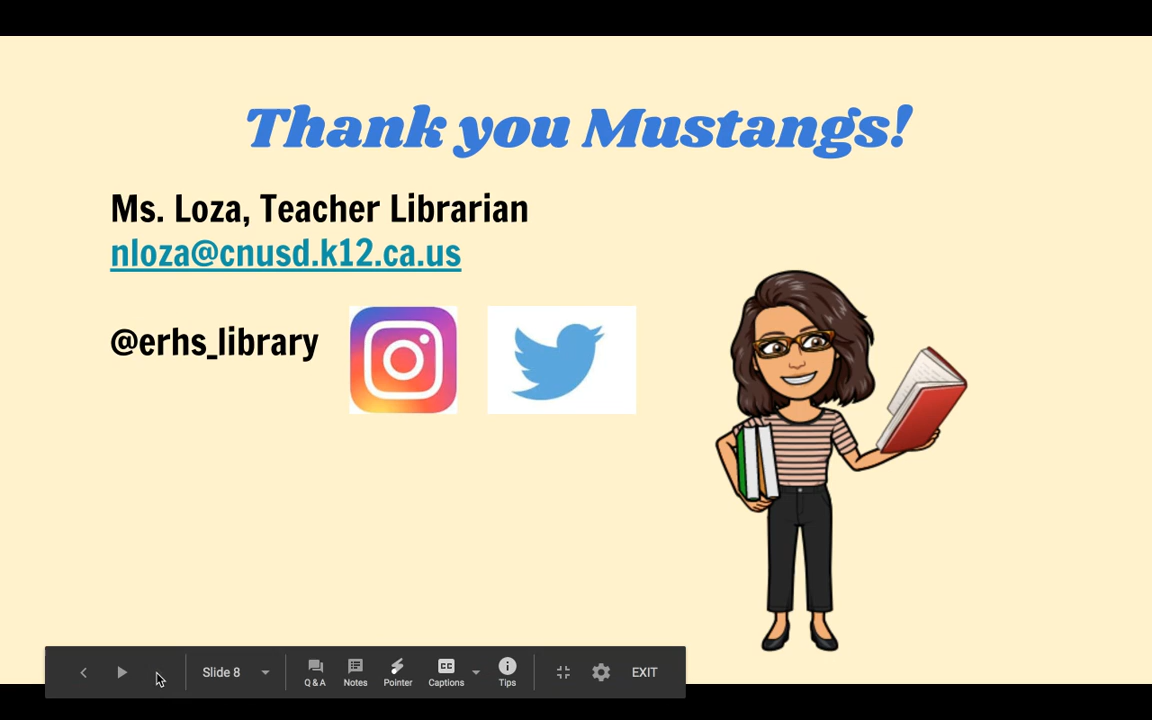 Thank you Mustangs!
Ms. Loza, Teacher Librarian
nloza@cnusd.k12.ca.us
@erhs_library
Slide 8
Q & A
Notes
Pointer
CC
Captions
Tips
EXIT